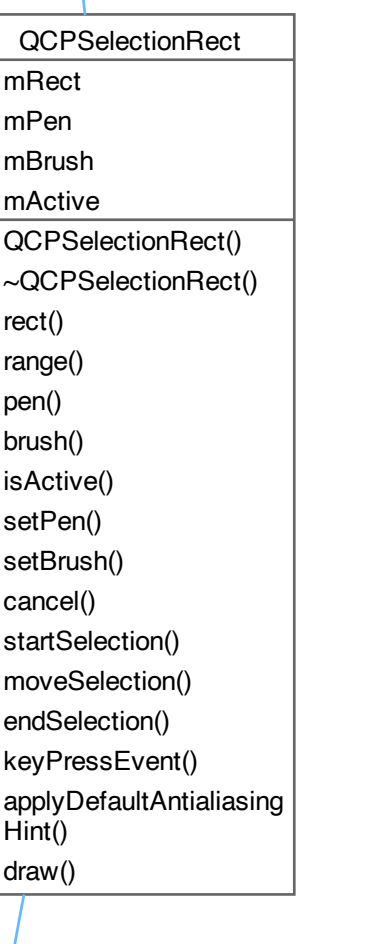 QCPSelectionRect
mRect
mPen
mBrush
mActive
QCPSelectionRect()
~QCPSelectionRect()
rect()
range()
pen()
brush()
isActive()
setPen()
setBrush()
cancel()
startSelection()
moveSelection()
endSelection()
keyPressEvent()
applyDefaultAntialiasing
Hint()
draw()